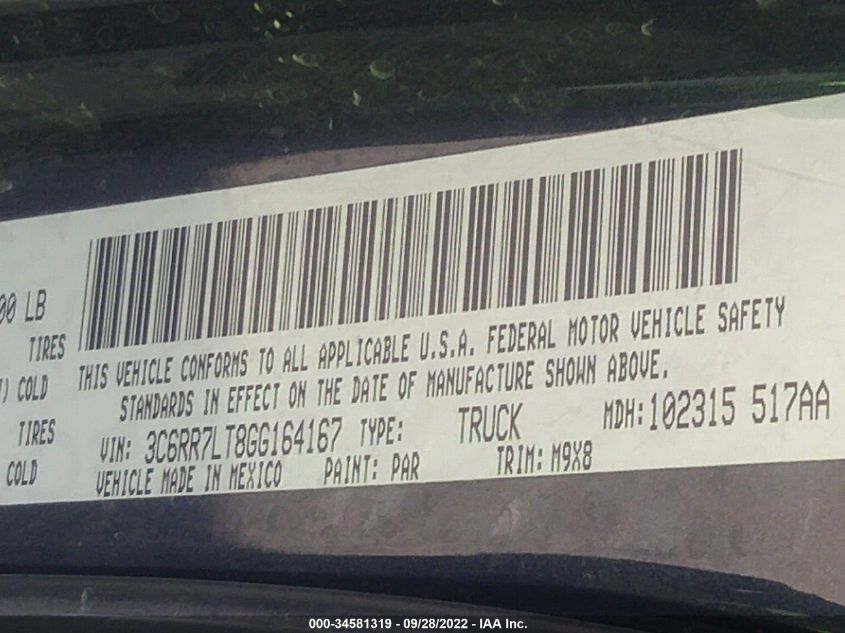 00 LB
TIRES
) COLD
TIRES
COLD
THIS VEHICLE CONFORMS TO ALL APPLICABLE U.S.A. FEDERAL MOTOR VEHICLE SAFETY
STANDARDS IN EFFECT ON THE DATE OF MANUFACTURE SHOWN ABOVE.
VIN: 3C6RR7LT8GG164167 TYPE: TRUCK MDH:102315 517AA
VEHICLE MADE IN MEXICO PAINT: PAR TRIM: M9X8
000-34581319 - 09/28/2022 - IAA Inc.